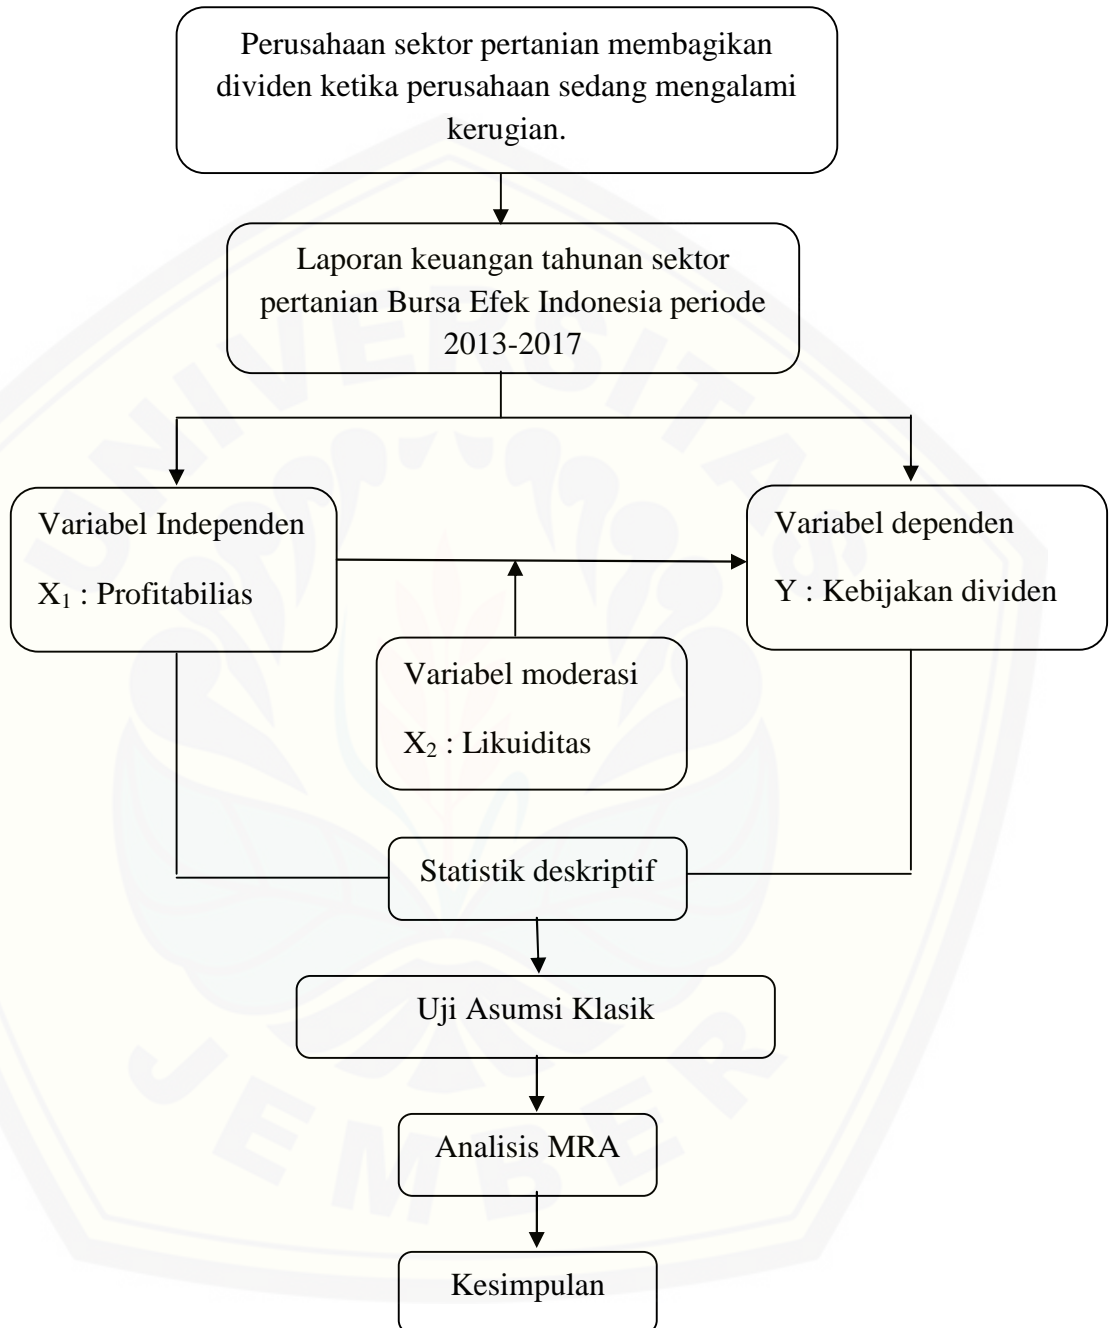 Perusahaan sektor pertanian membagikan
dividen ketika perusahaan sedang mengalami
kerugian.
Laporan keuangan tahunan sektor
pertanian Bursa Efek Indonesia periode
2013-2017
Variabel Independen
X₁ : Profitabilias
Variabel dependen
Y : Kebijakan dividen
Variabel moderasi
X₂ : Likuiditas
Statistik deskriptif
Uji Asumsi Klasik
Analisis MRA
Kesimpulan
UNIVERSITAS
JEMBER